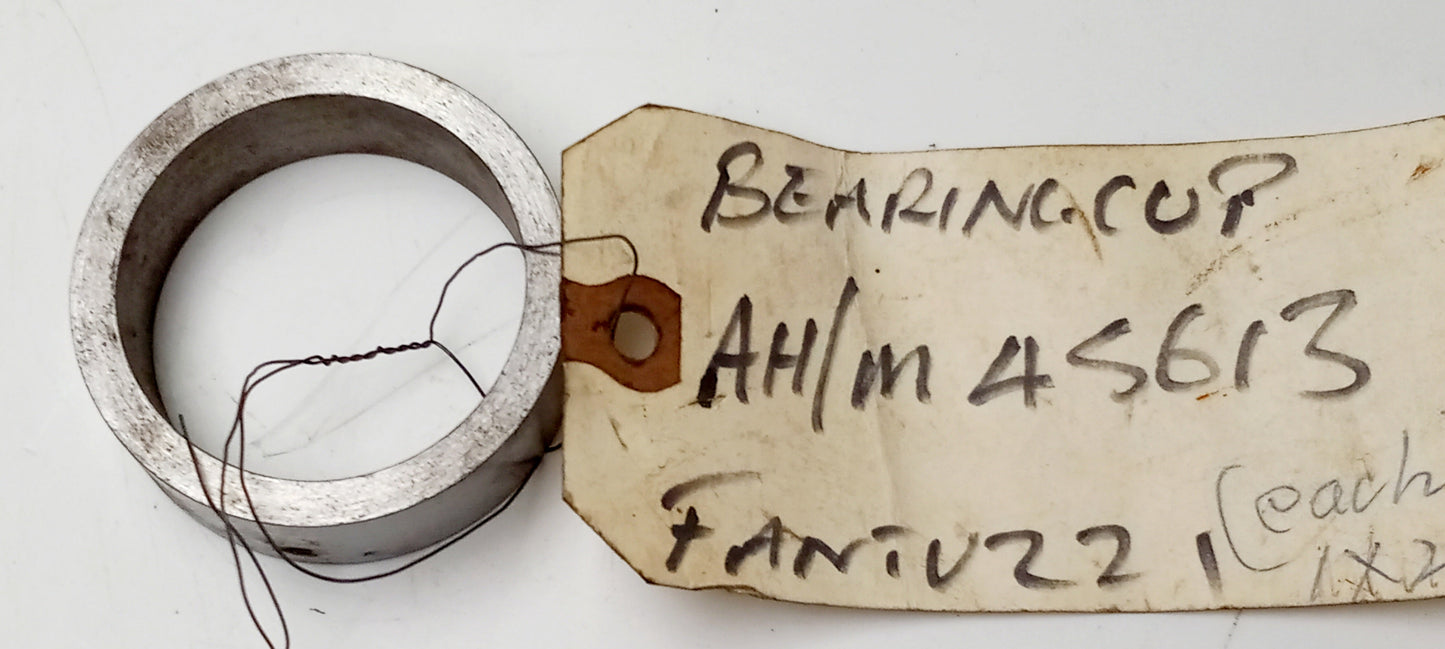 BEARING CUP
AH/M 45613
FANTUZZI
(each
1X2